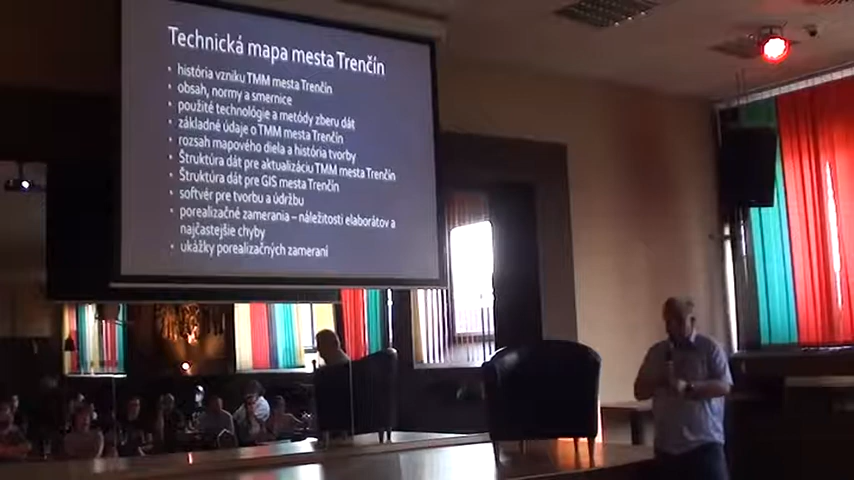 Technická mapa mesta Trenčín
• história vzniku TMM mesta Trenčín
• obsah, normy a smernice
• použité technológie a metódy zberu dát
• základné údaje o TMM mesta Trenčín
• rozsah mapového diela a história tvorby
• Štruktúra dát pre aktualizáciu TMM mesta Trenčín
• Štruktúra dát pre GIS mesta Trenčín
• softvér pre tvorbu a údržbu
• porealizačné zamerania – náležitosti elaborátov a
najčastejšie chyby
• ukážky porealizačných zameraní